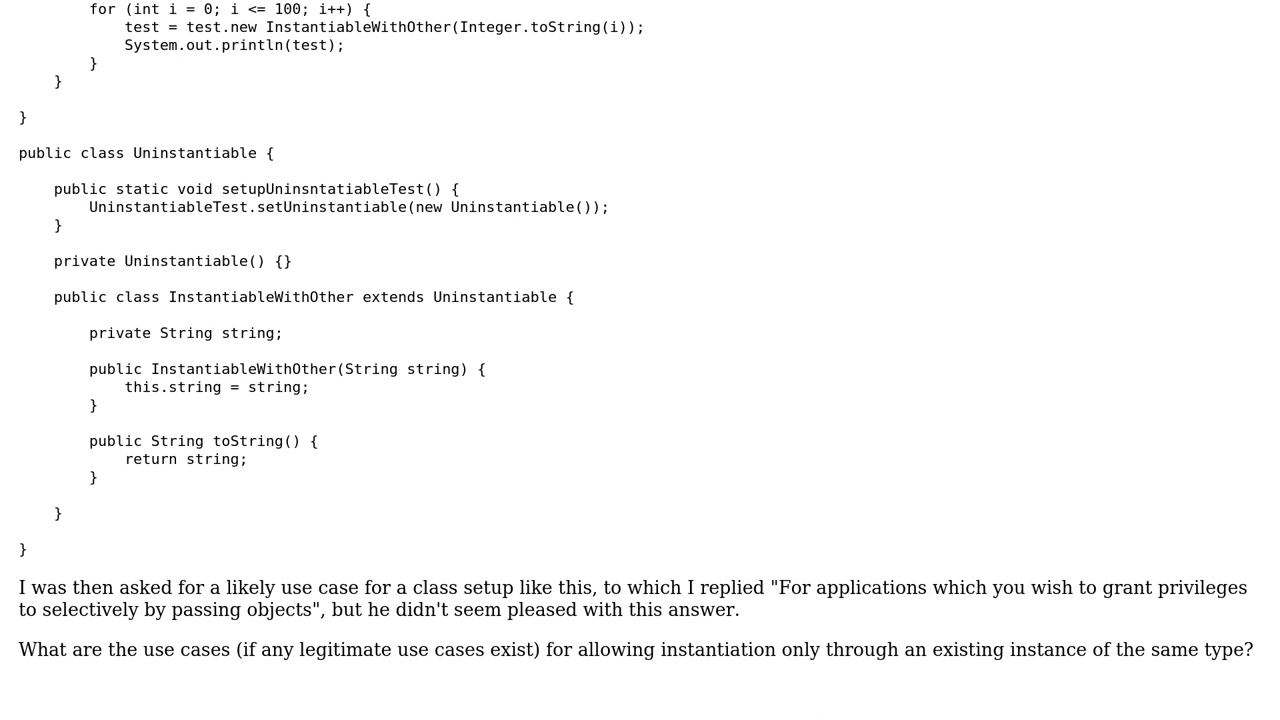 for (int i = 0; i <= 100; i++) {
test = test.new InstantiableWithOther(Integer.toString(i));
System.out.println(test);
}
}
}
public class Uninstantiable {
public static void setupUninsntatiableTest() {
UninstantiableTest.setUninstantiable(new Uninstantiable());
}
private Uninstantiable() {}
public class InstantiableWithOther extends Uninstantiable {
private String string;
public InstantiableWithOther(String string) {
this.string = string;
}
public String toString() {
return string;
}
}
}
I was then asked for a likely use case for a class setup like this, to which I replied "For applications which you wish to grant privileges
to selectively by passing objects", but he didn't seem pleased with this answer.
What are the use cases (if any legitimate use cases exist) for allowing instantiation only through an existing instance of the same type?